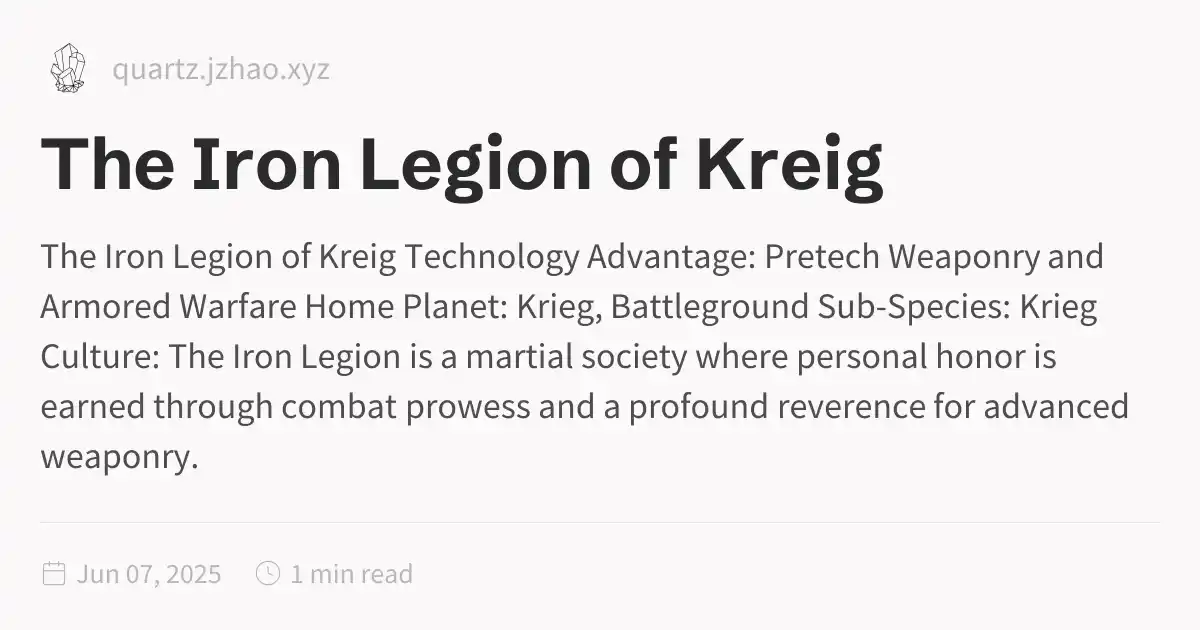 quartz.jzhao.xyz
The Iron Legion of Kreig
The Iron Legion of Kreig Technology Advantage: Pretech Weaponry and
Armored Warfare Home Planet: Krieg, Battleground Sub-Species: Krieg
Culture: The Iron Legion is a martial society where personal honor is
earned through combat prowess and a profound reverence for advanced
weaponry.
Jun 07, 2025 1 min read